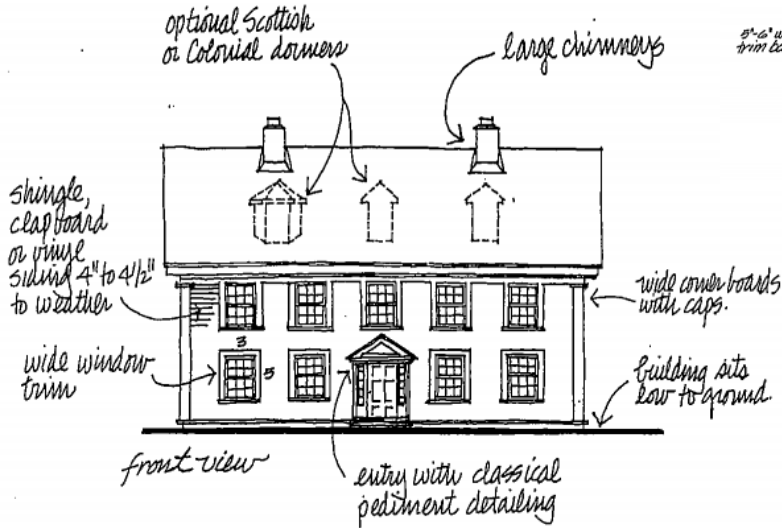 optional Scottish
or Colonial dormers
large chimneys
5"-6"
shingle,
clapboard
or vinyl
siding 4" to 4 1/2"
to weather
wide corner boards
with caps.
3
5
wide window
trim
building sits
low to ground.
front view
entry with classical
pediment detailing